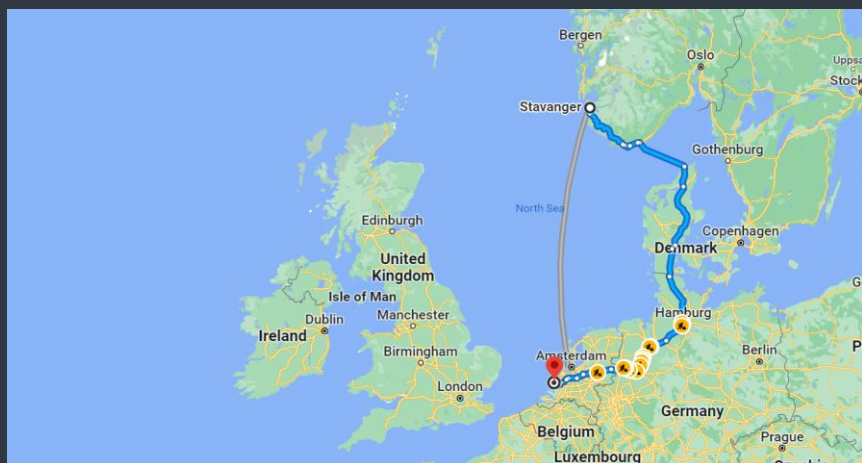 Bergen
Oslo
Uppsa
Stock
Stavanger
Gothenburg
North Sea
Edinburgh
Copenhagen
Denmark
United
Kingdom
Isle of Man
Hamburg
Dublin
Manchester
Ireland
Birmingham
Amsterdam
Berlin
P
London
Germany
Belgium
Prague
Luxembourg